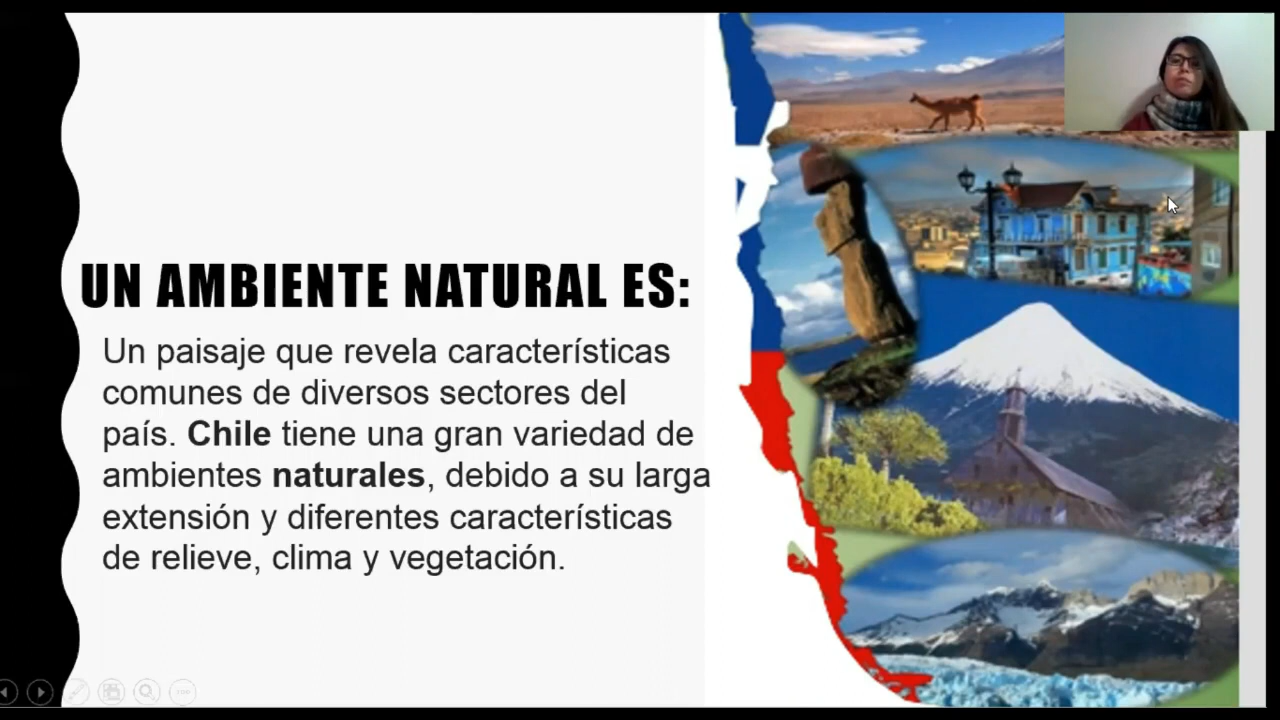 UN AMBIENTE NATURAL ES:
Un paisaje que revela características
comunes de diversos sectores del
país. Chile tiene una gran variedad de
ambientes naturales, debido a su larga
extensión y diferentes características
de relieve, clima y vegetación.